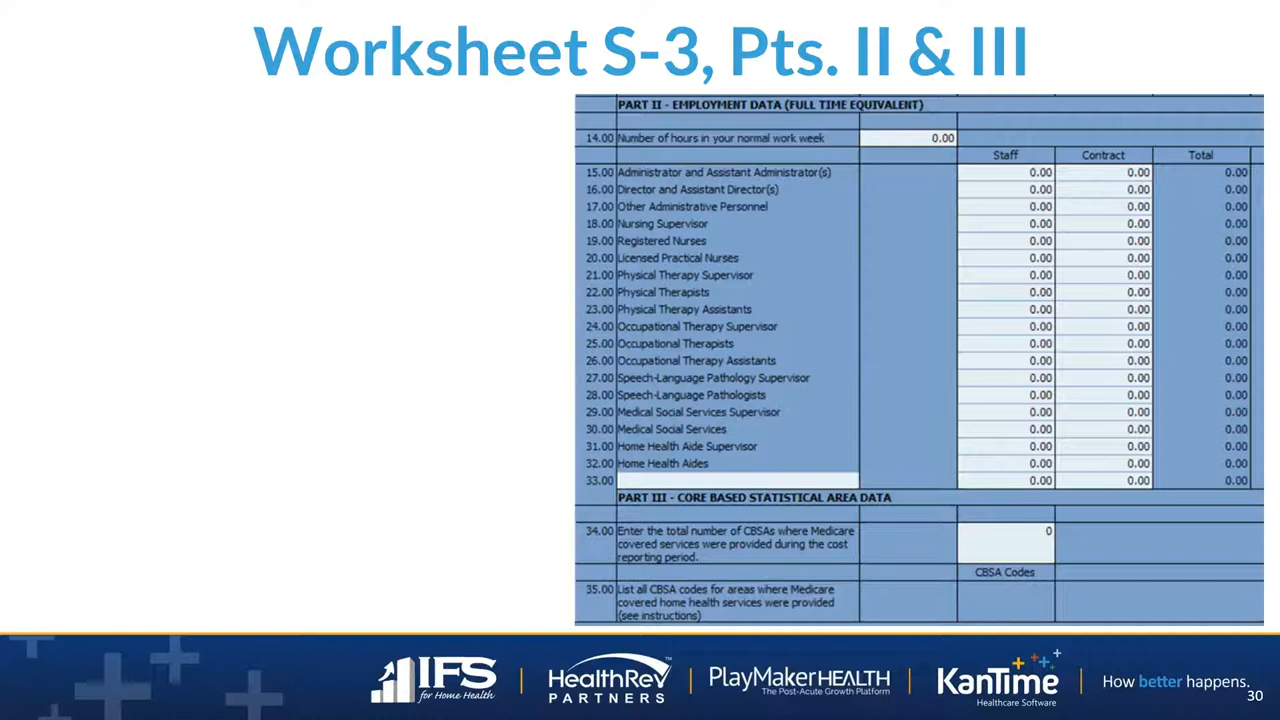 Worksheet S-3, Pts. II & III
PART II - EMPLOYMENT DATA (FULL TIME EQUIVALENT)
14.00 Number of hours in your normal work week 0.00
Staff Contract Total
15.00 Administrator and Assistant Administrator(s) 0.00 0.00 0.00
16.00 Director and Assistant Director(s) 0.00 0.00 0.00
17.00 Other Administrative Personnel 0.00 0.00 0.00
18.00 Nursing Supervisor 0.00 0.00 0.00
19.00 Registered Nurses 0.00 0.00 0.00
20.00 Licensed Practical Nurses 0.00 0.00 0.00
21.00 Physical Therapy Supervisor 0.00 0.00 0.00
22.00 Physical Therapists 0.00 0.00 0.00
23.00 Physical Therapy Assistants 0.00 0.00 0.00
24.00 Occupational Therapy Supervisor 0.00 0.00 0.00
25.00 Occupational Therapists 0.00 0.00 0.00
26.00 Occupational Therapy Assistants 0.00 0.00 0.00
27.00 Speech-Language Pathology Supervisor 0.00 0.00 0.00
28.00 Speech-Language Pathologists 0.00 0.00 0.00
29.00 Medical Social Services Supervisor 0.00 0.00 0.00
30.00 Medical Social Services 0.00 0.00 0.00
31.00 Home Health Aide Supervisor 0.00 0.00 0.00
32.00 Home Health Aides 0.00 0.00 0.00
33.00 0.00 0.00 0.00
PART III - CORE BASED STATISTICAL AREA DATA
34.00 Enter the total number of CBSAs where Medicare 0
covered services were provided during the cost
reporting period.
CBSA Codes
35.00 List all CBSA codes for areas where Medicare
covered home health services were provided
(see instructions)
IFS
for Home Health
HealthRev™
PARTNERS
PlayMakerHEALTH
The Post-Acute Growth Platform
KanTime
Healthcare Software
How better happens.
30